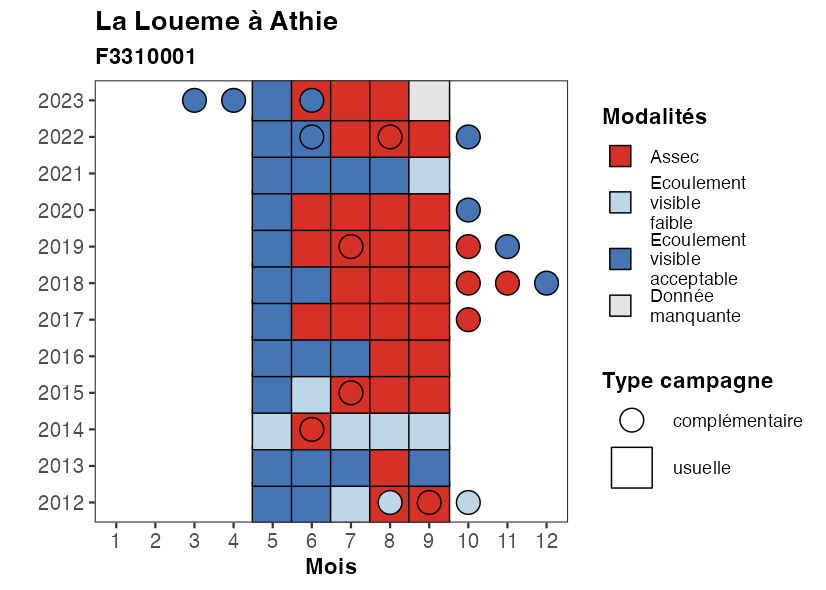 La Loueme à Athie
F3310001
2023
2022
2021
2020
2019
2018
2017
2016
2015
2014
2013
2012
1 2 3 4 5 6 7 8 9 10 11 12
Mois
Modalités
Assec
Ecoulement
visible
faible
Ecoulement
visible
acceptable
Donnée
manquante
Type campagne
complémentaire
usuelle